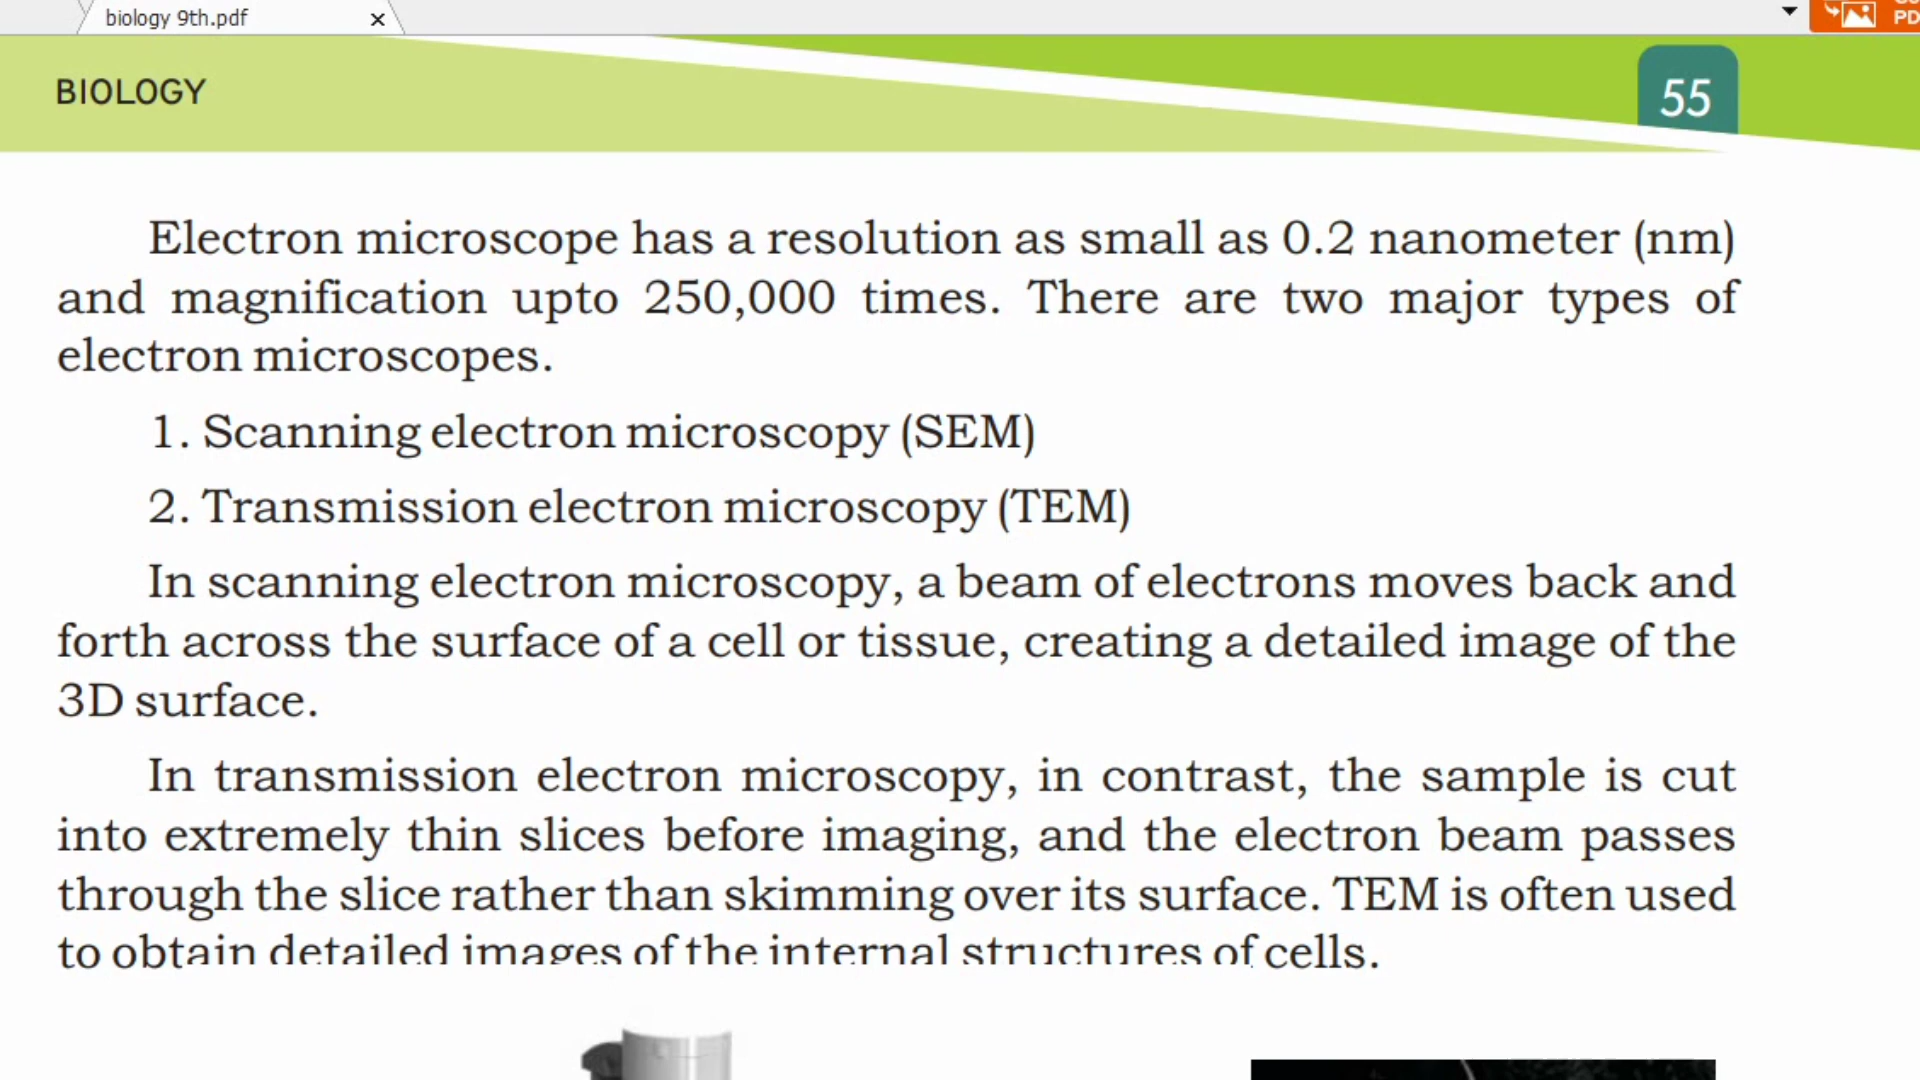 biology 9th.pdf
PD
BIOLOGY
55
Electron microscope has a resolution as small as 0.2 nanometer (nm)
and magnification upto 250,000 times. There are two major types of
electron microscopes.
1. Scanning electron microscopy (SEM)
2. Transmission electron microscopy (TEM)
In scanning electron microscopy, a beam of electrons moves back and
forth across the surface of a cell or tissue, creating a detailed image of the
3D surface.
In transmission electron microscopy, in contrast, the sample is cut
into extremely thin slices before imaging, and the electron beam passes
through the slice rather than skimming over its surface. TEM is often used
to obtain detailed images of the internal structures of cells.